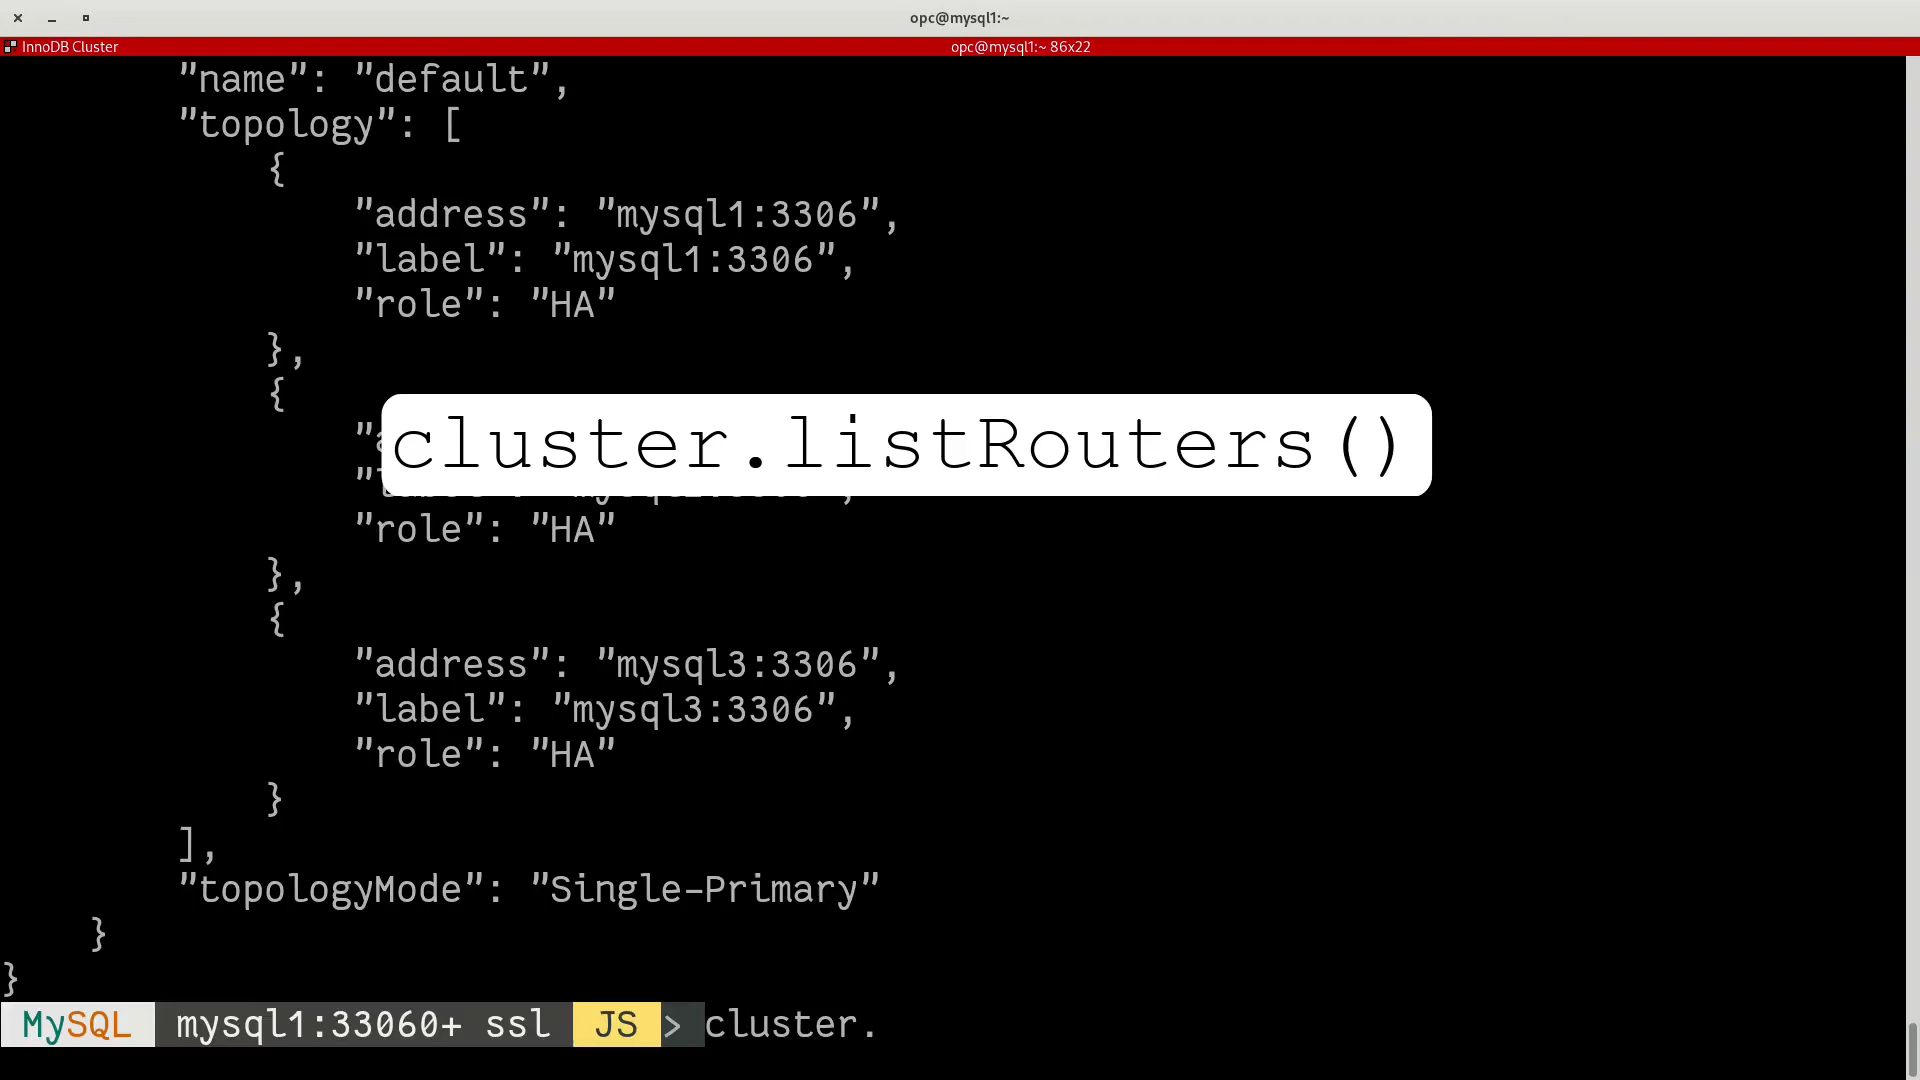 opc@mysql1:~
InnoDB Cluster
opc@mysql1:~ 86x22
"name": "default",
"topology": [
{
"address": "mysql1:3306",
"label": "mysql1:3306",
"role": "HA"
},
{
cluster.listRouters()
"role": "HA"
},
{
"address": "mysql3:3306",
"label": "mysql3:3306",
"role": "HA"
}
],
"topologyMode": "Single-Primary"
}
}
MySQL mysql1:33060+ ssl JS > cluster.